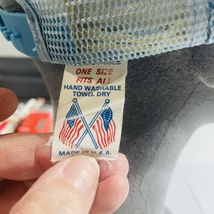 ONE SIZE
FITS ALL
HAND WASHABLE
TOWEL DRY
MADE IN U.S.A.